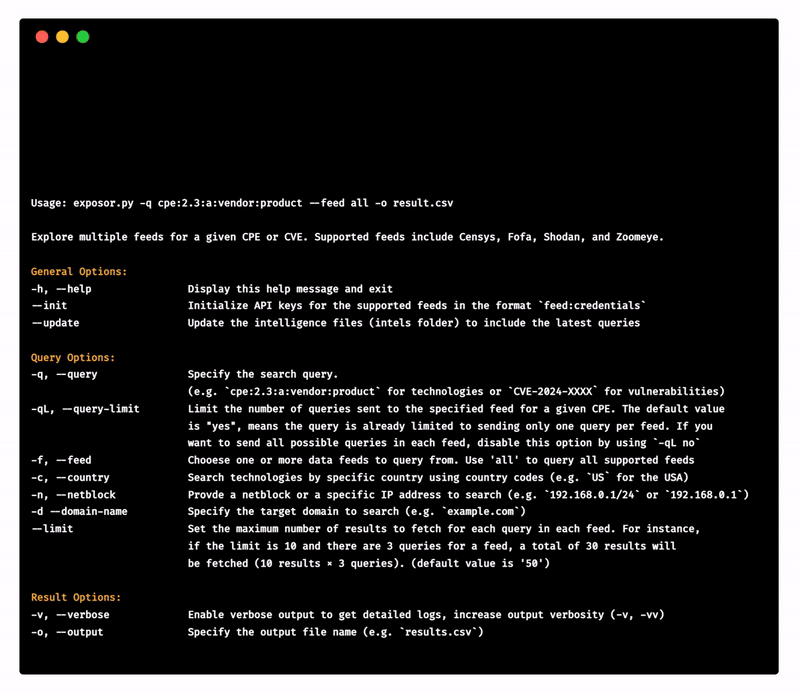 Usage: exposor.py -q cpe:2.3:a:vendor:product --feed all -o result.csv
Explore multiple feeds for a given CPE or CVE. Supported feeds include Censys, Fofa, Shodan, and Zoomeye.
General Options:
-h, --help Display this help message and exit
--init Initialize API keys for the supported feeds in the format `feed:credentials`
--update Update the intelligence files (intels folder) to include the latest queries
Query Options:
-q, --query Specify the search query.
(e.g. `cpe:2.3:a:vendor:product` for technologies or `CVE-2024-XXXX` for vulnerabilities)
-qL, --query-limit Limit the number of queries sent to the specified feed for a given CPE. The default value
is "yes", means the query is already limited to sending only one query per feed. If you
want to send all possible queries in each feed, disable this option by using `-qL no`
-f, --feed Choose one or more data feeds to query from. Use 'all' to query all supported feeds
-c, --country Search technologies by specific country using country codes (e.g. `US` for the USA)
-n, --netblock Provde a netblock or a specific IP address to search (e.g. `192.168.0.1/24` or `192.168.0.1`)
-d --domain-name Specify the target domain to search (e.g. `example.com`)
--limit Set the maximum number of results to fetch for each query in each feed. For instance,
if the limit is 10 and there are 3 queries for a feed, a total of 30 results will
be fetched (10 results × 3 queries). (default value is '50')
Result Options:
-v, --verbose Enable verbose output to get detailed logs, increase output verbosity (-v, -vv)
-o, --output Specify the output file name (e.g. `results.csv`)